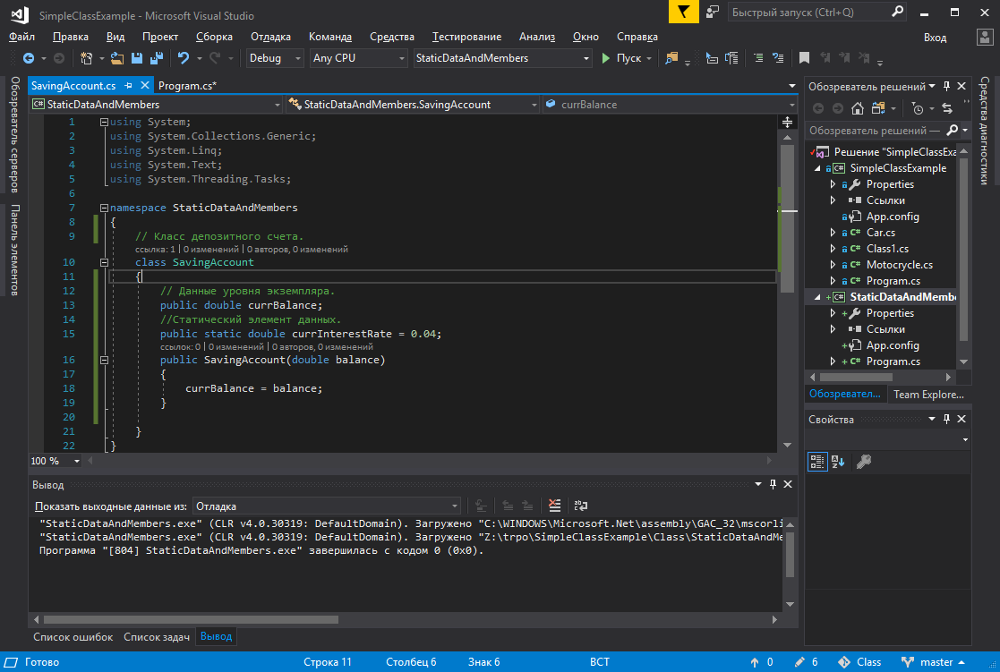 SimpleClassExample - Microsoft Visual Studio
Быстрый запуск (Ctrl+Q)
Файл Правка Вид Проект Сборка Отладка Команда Средства Тестирование Анализ Окно Справка Вход
Debug Any CPU StaticDataAndMembers Пуск
Обозреватель серверов
Панель элементов
SavingAccount.cs Program.cs*
C# StaticDataAndMembers StaticDataAndMembers.SavingAccount currBalance
1 using System;
2 using System.Collections.Generic;
3 using System.Linq;
4 using System.Text;
5 using System.Threading.Tasks;
6
7 namespace StaticDataAndMembers
8 {
9 // Класс депозитного счета.
ссылка: 1 | 0 изменений | 0 авторов, 0 изменений
10 class SavingAccount
11 {
12 // Данные уровня экземпляра.
13 public double currBalance;
14 //Статический элемент данных.
15 public static double currInterestRate = 0.04;
ссылок: 0 | 0 изменений | 0 авторов, 0 изменений
16 public SavingAccount(double balance)
17 {
18 currBalance = balance;
19 }
20
21 }
22 }
100 %
Обозреватель решений
Обозреватель решений —
Решение "SimpleClassExa
C# SimpleClassExample
Properties
Ссылки
App.config
C# Car.cs
C# Class1.cs
C# Motocrycle.cs
C# Program.cs
C# StaticDataAndMembe
Properties
Ссылки
App.config
C# Program.cs
Обозревател... Team Explore...
Средства диагностики
Свойства
Вывод
Показать выходные данные из: Отладка
"StaticDataAndMembers.exe" (CLR v4.0.30319: DefaultDomain). Загружено "C:\WINDOWS\Microsoft.Net\assembly\GAC_32\mscorli
"StaticDataAndMembers.exe" (CLR v4.0.30319: DefaultDomain). Загружено "Z:\trpo\SimpleClassExample\Class\StaticDataAndMe
Программа "[804] StaticDataAndMembers.exe" завершилась с кодом 0 (0x0).
Список ошибок Список задач Вывод
Готово Строка 11 Столбец 6 Знак 6 ВСТ 0 6 Class master